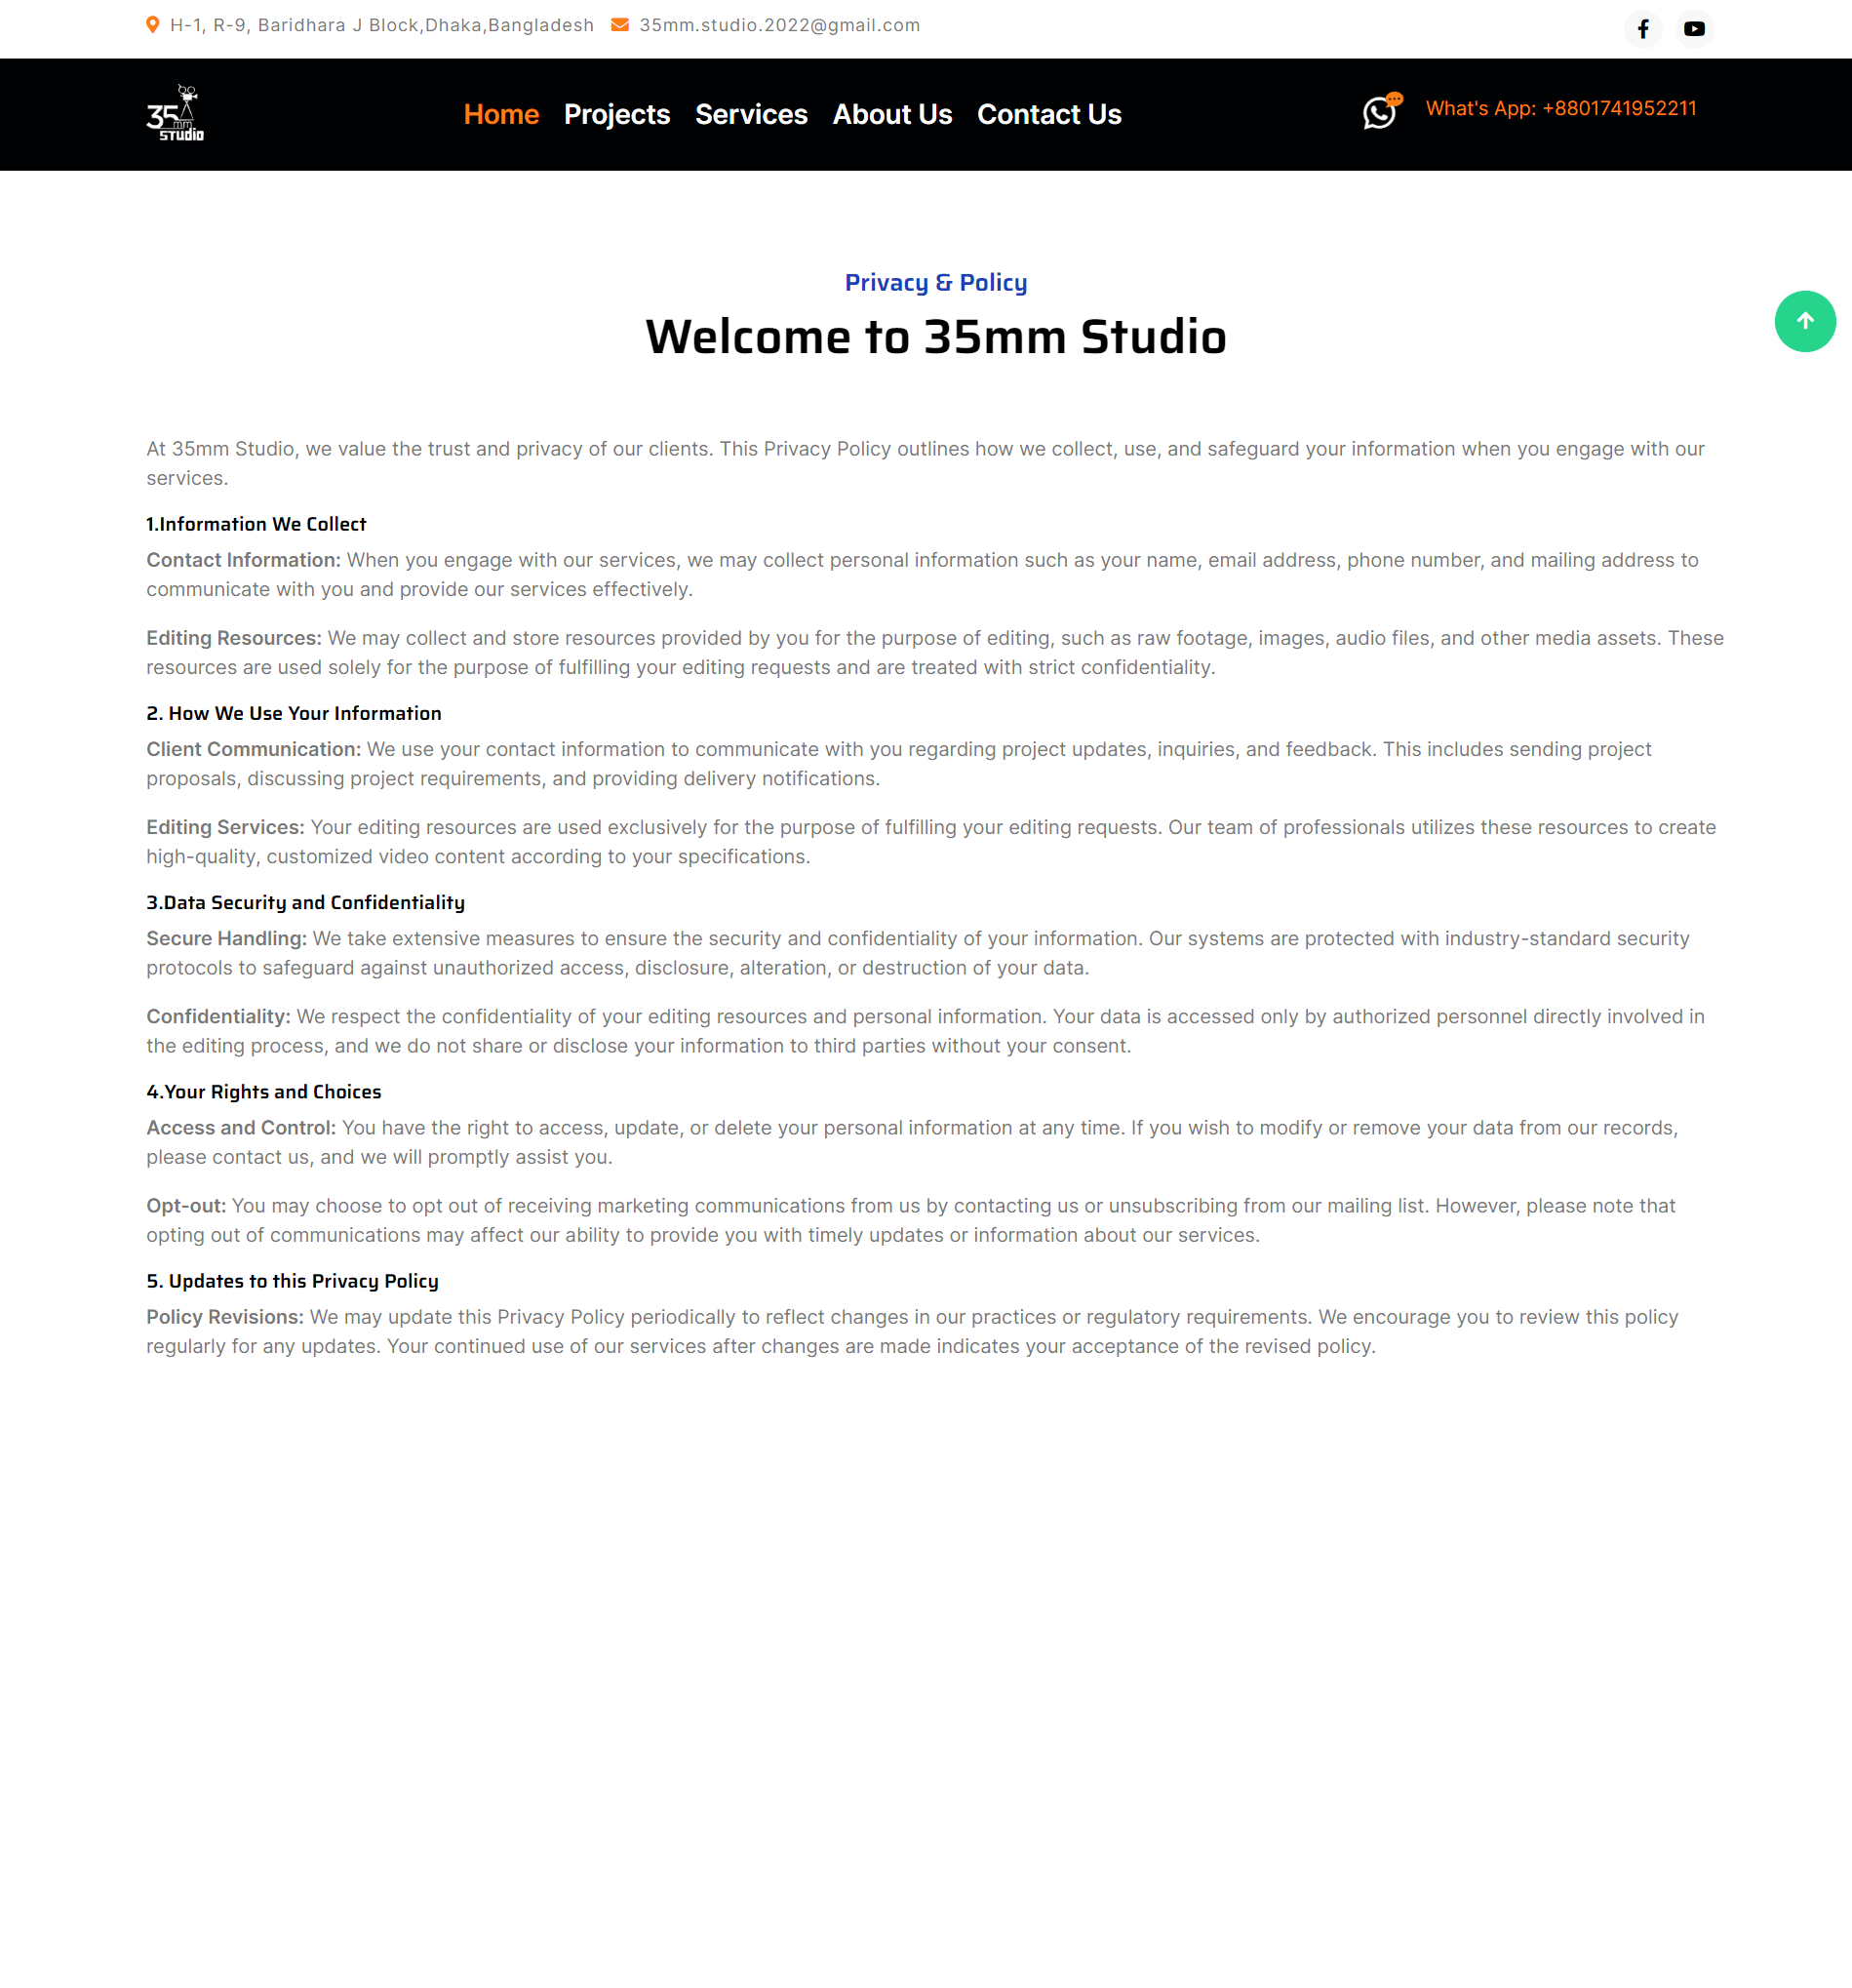 H-1, R-9, Baridhara J Block,Dhaka,Bangladesh 35mm.studio.2022@gmail.com
35
mm
STUDIO
Home Projects Services About Us Contact Us
What's App: +8801741952211
Privacy & Policy
Welcome to 35mm Studio
At 35mm Studio, we value the trust and privacy of our clients. This Privacy Policy outlines how we collect, use, and safeguard your information when you engage with our
services.
1.Information We Collect
Contact Information: When you engage with our services, we may collect personal information such as your name, email address, phone number, and mailing address to
communicate with you and provide our services effectively.
Editing Resources: We may collect and store resources provided by you for the purpose of editing, such as raw footage, images, audio files, and other media assets. These
resources are used solely for the purpose of fulfilling your editing requests and are treated with strict confidentiality.
2. How We Use Your Information
Client Communication: We use your contact information to communicate with you regarding project updates, inquiries, and feedback. This includes sending project
proposals, discussing project requirements, and providing delivery notifications.
Editing Services: Your editing resources are used exclusively for the purpose of fulfilling your editing requests. Our team of professionals utilizes these resources to create
high-quality, customized video content according to your specifications.
3.Data Security and Confidentiality
Secure Handling: We take extensive measures to ensure the security and confidentiality of your information. Our systems are protected with industry-standard security
protocols to safeguard against unauthorized access, disclosure, alteration, or destruction of your data.
Confidentiality: We respect the confidentiality of your editing resources and personal information. Your data is accessed only by authorized personnel directly involved in
the editing process, and we do not share or disclose your information to third parties without your consent.
4.Your Rights and Choices
Access and Control: You have the right to access, update, or delete your personal information at any time. If you wish to modify or remove your data from our records,
please contact us, and we will promptly assist you.
Opt-out: You may choose to opt out of receiving marketing communications from us by contacting us or unsubscribing from our mailing list. However, please note that
opting out of communications may affect our ability to provide you with timely updates or information about our services.
5. Updates to this Privacy Policy
Policy Revisions: We may update this Privacy Policy periodically to reflect changes in our practices or regulatory requirements. We encourage you to review this policy
regularly for any updates. Your continued use of our services after changes are made indicates your acceptance of the revised policy.